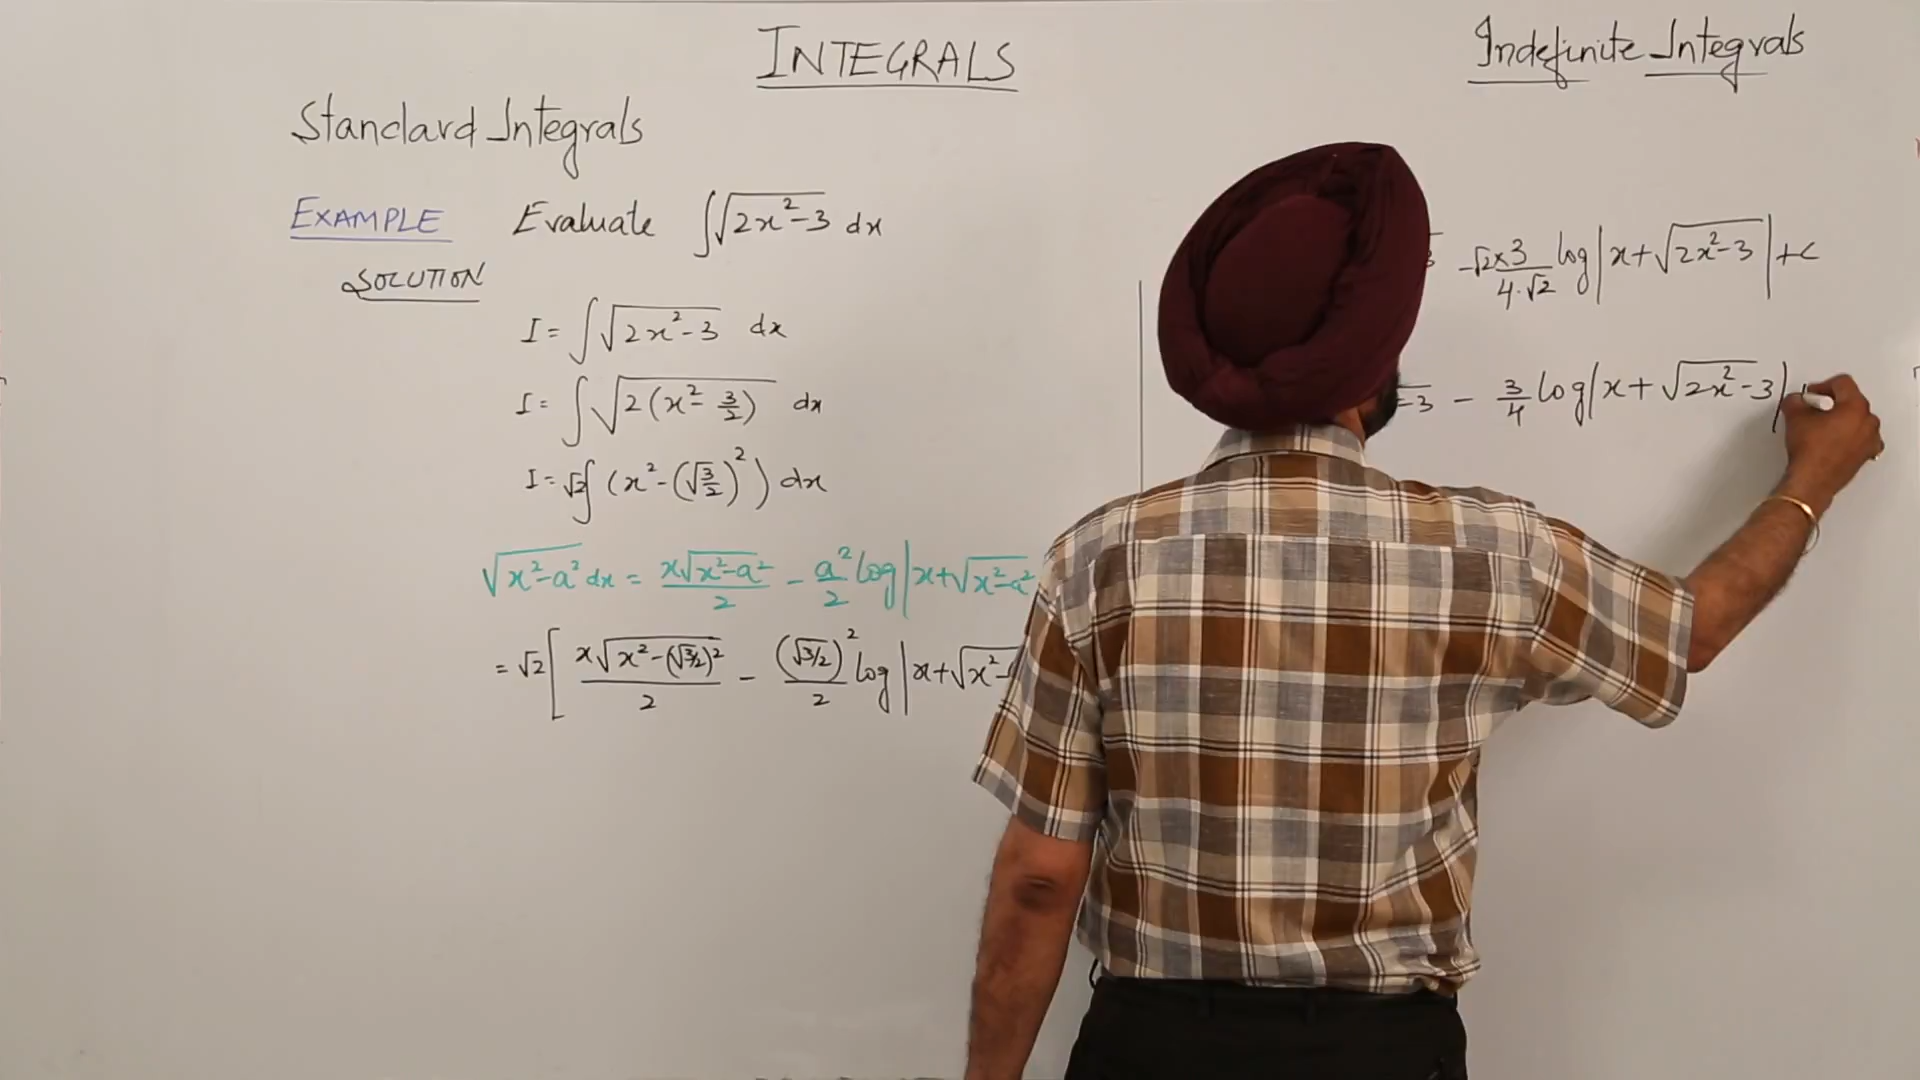 INTEGRALS
Indefinite Integrals
Standard Integrals
EXAMPLE Evaluate ∫√(2x²-3) dx
SOLUTION
I = ∫√(2x²-3) dx
I = ∫√(2(x²-3/2)) dx
I = √2∫(x²-(√(3/2))²) dx
√(x²-a²) dx = x√(x²-a²)/2 - a²/2 log|x+√(x²-a²)
= √2[x√(x²-(√3/2)²)/2 - (√3/2)²/2 log|x+√(x²-
-√2×3/4·√2 log|x+√(2x²-3)|+c
-3 - 3/4 log|x+√(2x²-3)|+